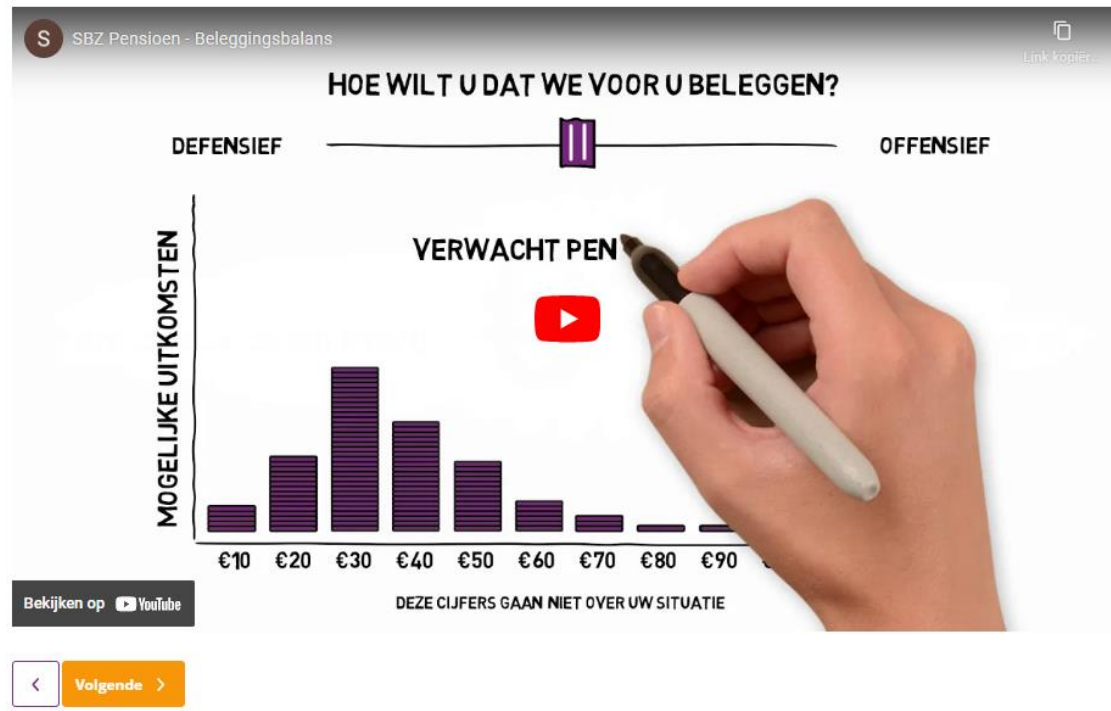 S
SBZ Pensioen - Beleggingsbalans
Link kopiër...
HOE WILT U DAT WE VOOR U BELEGGEN?
DEFENSIEF
OFFENSIEF
VERWACHT PEN
MOGELIJKE UITKOMSTEN
€10 €20 €30 €40 €50 €60 €70 €80 €90
DEZE CIJFERS GAAN NIET OVER UW SITUATIE
Bekijken op YouTube
Volgende